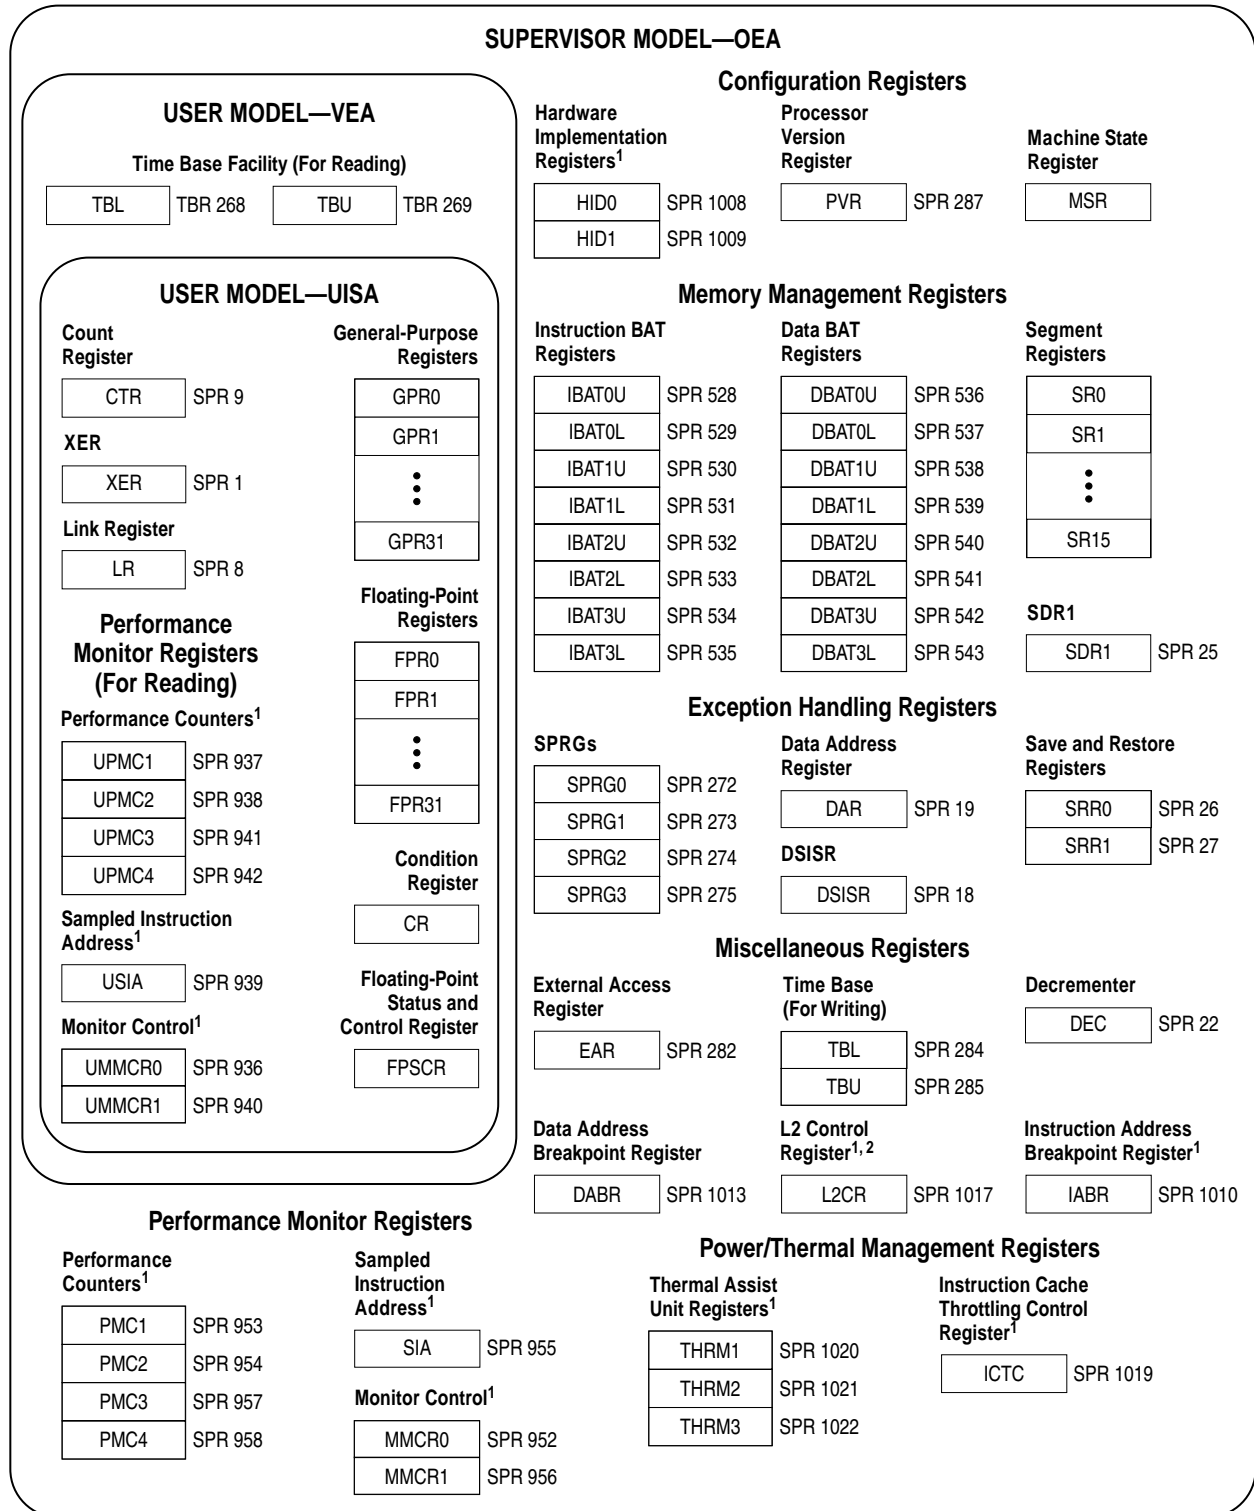 SUPERVISOR MODEL—OEA
USER MODEL—VEA
Time Base Facility (For Reading)
TBL TBR 268 TBU TBR 269
USER MODEL—UISA
Count
Register
CTR SPR 9
XER
XER SPR 1
Link Register
LR SPR 8
Performance
Monitor Registers
(For Reading)
Performance Counters1
UPMC1 SPR 937
UPMC2 SPR 938
UPMC3 SPR 941
UPMC4 SPR 942
Sampled Instruction
Address1
USIA SPR 939
Monitor Control1
UMMCR0 SPR 936
UMMCR1 SPR 940
General-Purpose
Registers
GPR0
GPR1
GPR31
Floating-Point
Registers
FPR0
FPR1
FPR31
Condition
Register
CR
Floating-Point
Status and
Control Register
FPSCR
Configuration Registers
Hardware
Implementation
Registers1
HID0 SPR 1008
HID1 SPR 1009
Processor
Version
Register
PVR SPR 287
Machine State
Register
MSR
Memory Management Registers
Instruction BAT
Registers
IBAT0U SPR 528
IBAT0L SPR 529
IBAT1U SPR 530
IBAT1L SPR 531
IBAT2U SPR 532
IBAT2L SPR 533
IBAT3U SPR 534
IBAT3L SPR 535
Data BAT
Registers
DBAT0U SPR 536
DBAT0L SPR 537
DBAT1U SPR 538
DBAT1L SPR 539
DBAT2U SPR 540
DBAT2L SPR 541
DBAT3U SPR 542
DBAT3L SPR 543
Segment
Registers
SR0
SR1
SR15
SDR1
SDR1 SPR 25
Exception Handling Registers
SPRGs
SPRG0 SPR 272
SPRG1 SPR 273
SPRG2 SPR 274
SPRG3 SPR 275
Data Address
Register
DAR SPR 19
DSISR
DSISR SPR 18
Save and Restore
Registers
SRR0 SPR 26
SRR1 SPR 27
Miscellaneous Registers
External Access
Register
EAR SPR 282
Time Base
(For Writing)
TBL SPR 284
TBU SPR 285
Decrementer
DEC SPR 22
Data Address
Breakpoint Register
DABR SPR 1013
L2 Control
Register1, 2
L2CR SPR 1017
Instruction Address
Breakpoint Register1
IABR SPR 1010
Performance Monitor Registers
Performance
Counters1
PMC1 SPR 953
PMC2 SPR 954
PMC3 SPR 957
PMC4 SPR 958
Sampled
Instruction
Address1
SIA SPR 955
Monitor Control1
MMCR0 SPR 952
MMCR1 SPR 956
Power/Thermal Management Registers
Thermal Assist
Unit Registers1
THRM1 SPR 1020
THRM2 SPR 1021
THRM3 SPR 1022
Instruction Cache
Throttling Control
Register1
ICTC SPR 1019